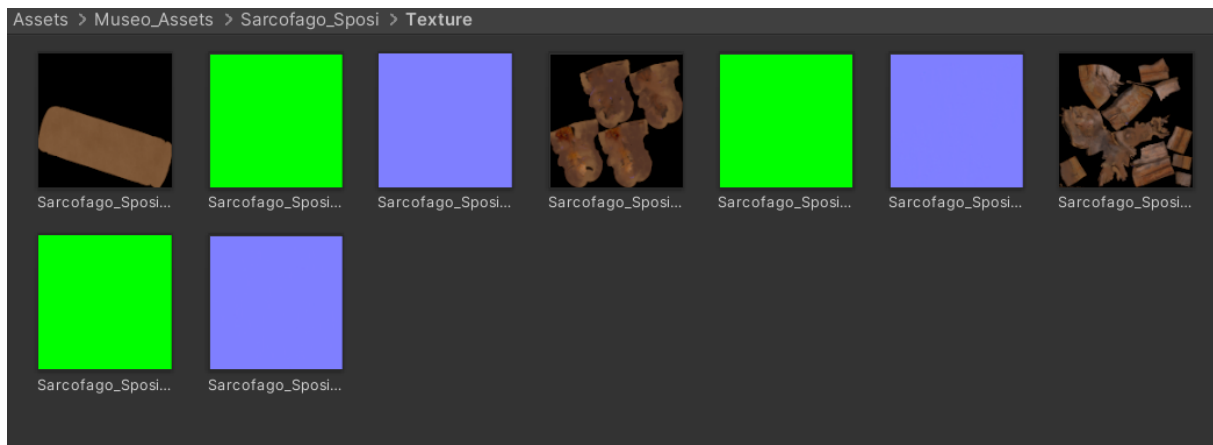 Assets > Museo_Assets > Sarcofago_Sposi > Texture
Sarcofago_Sposi... Sarcofago_Sposi... Sarcofago_Sposi... Sarcofago_Sposi... Sarcofago_Sposi... Sarcofago_Sposi... Sarcofago_Sposi...
Sarcofago_Sposi... Sarcofago_Sposi...